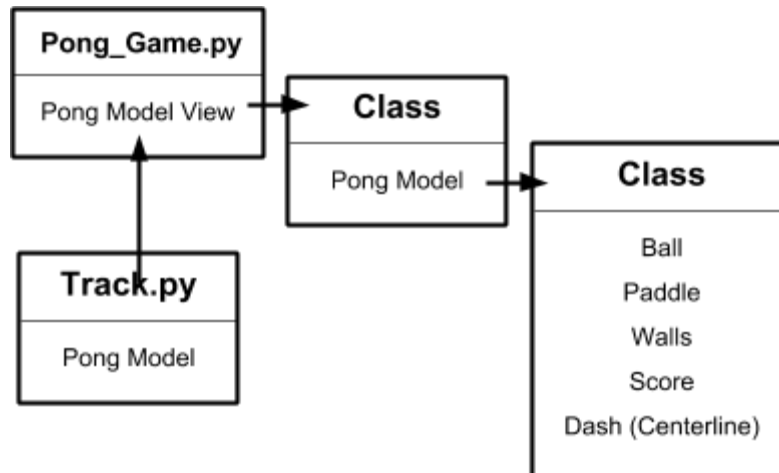 Pong_Game.py
Pong Model View
Class
Pong Model
Class
Ball
Paddle
Walls
Score
Dash (Centerline)
Track.py
Pong Model